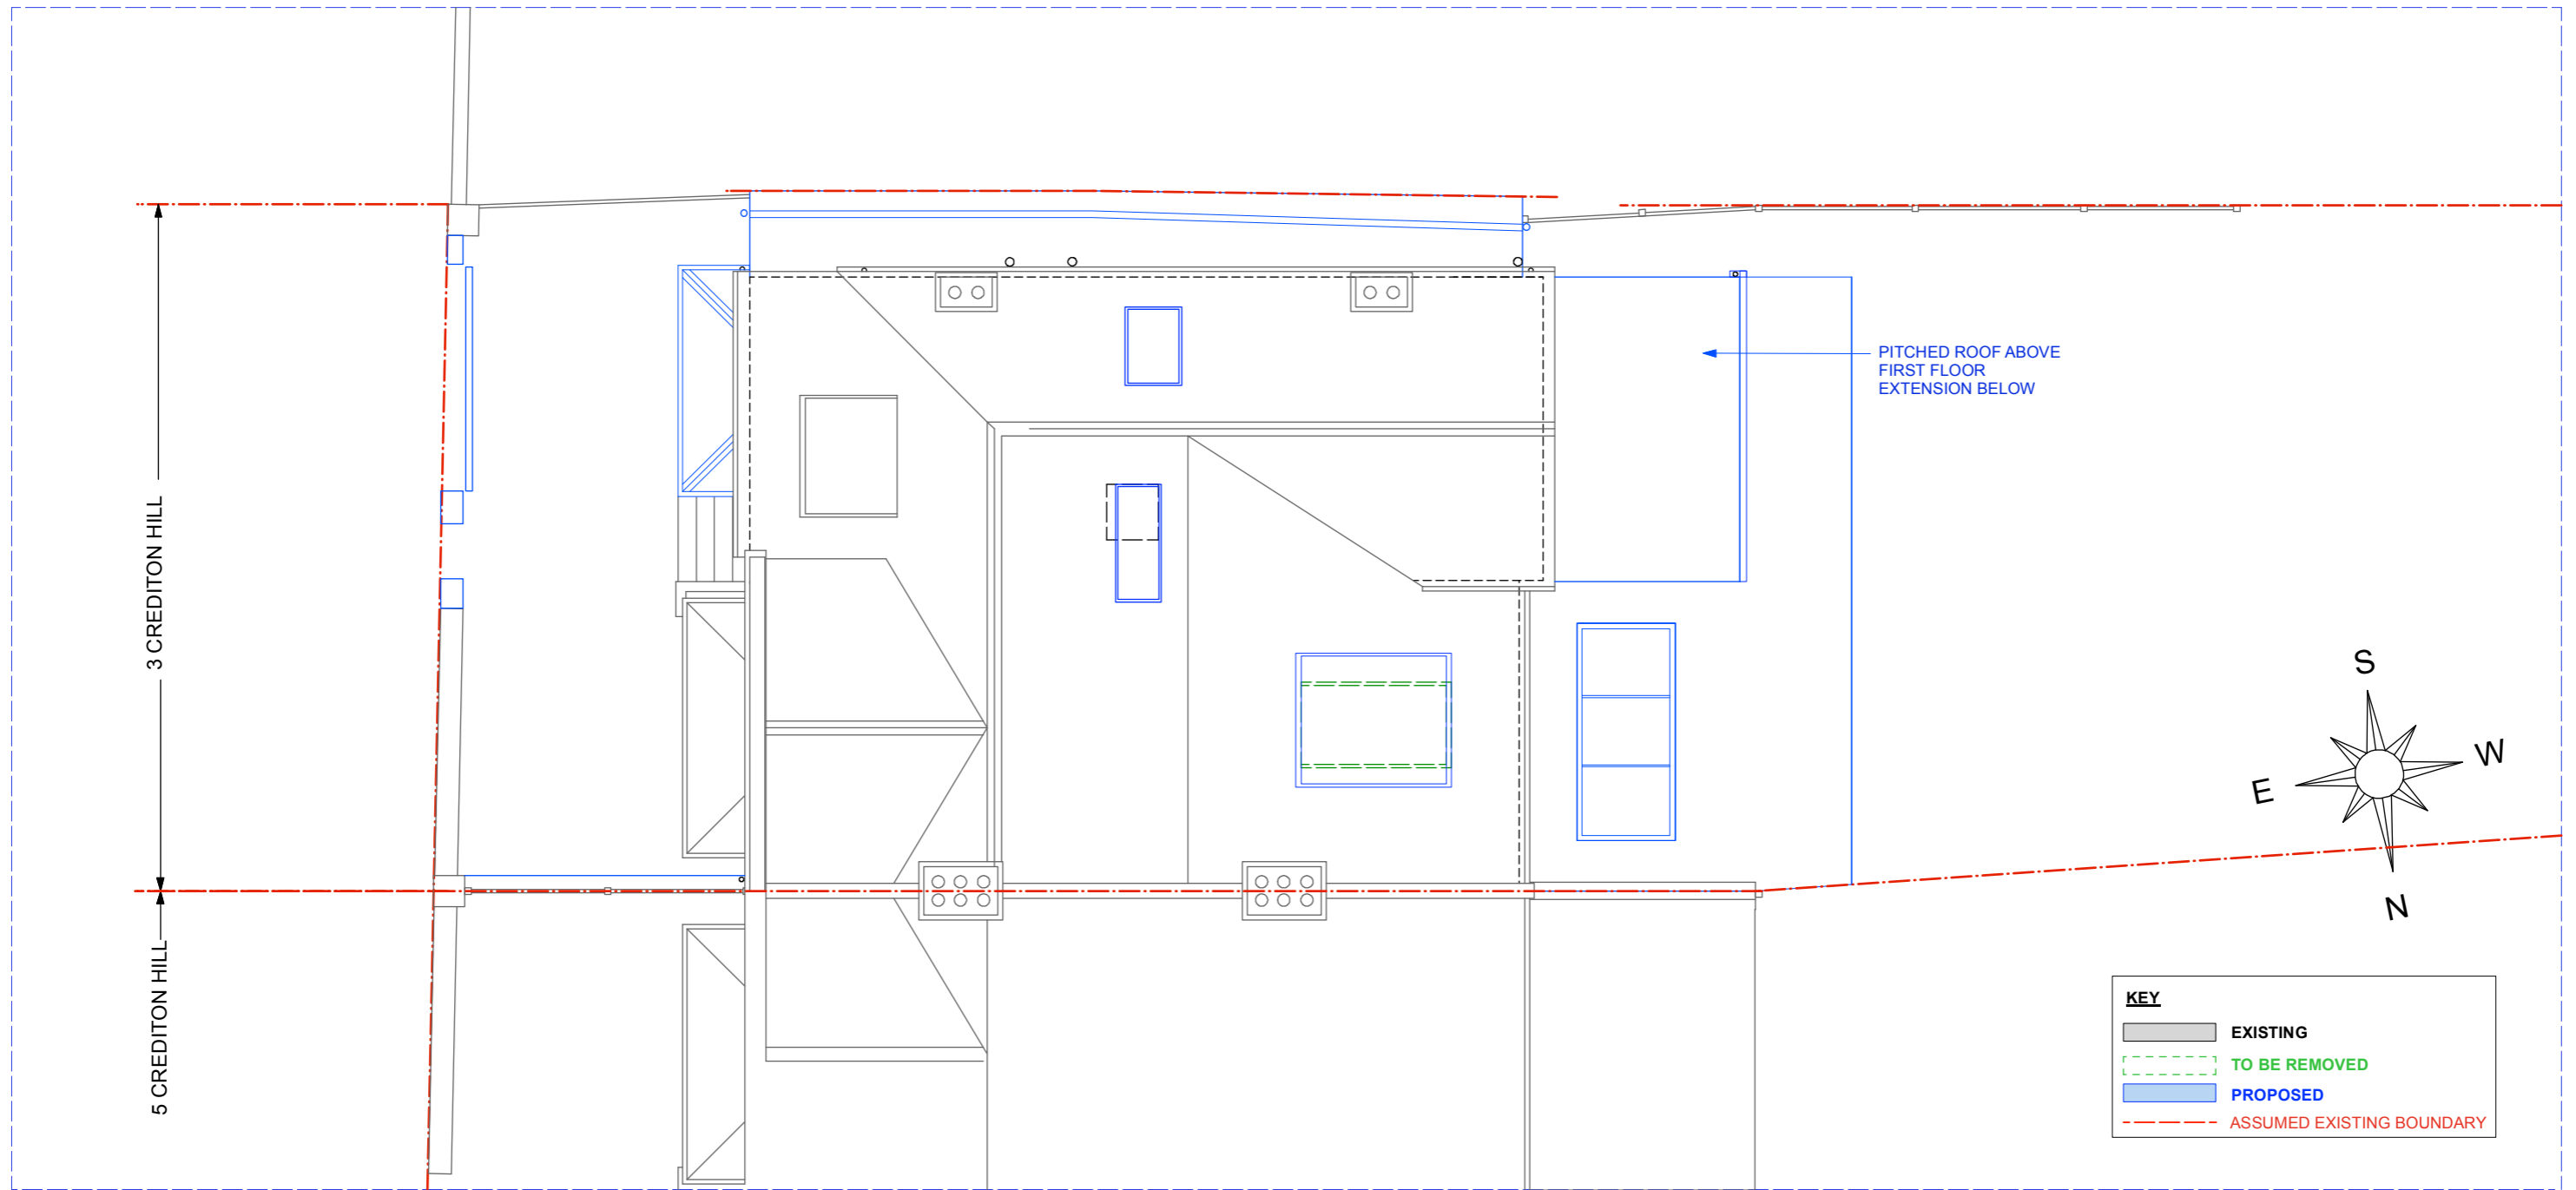 3 CREDITON HILL
5 CREDITON HILL
PITCHED ROOF ABOVE
FIRST FLOOR
EXTENSION BELOW
S
W
E
N
KEY
EXISTING
TO BE REMOVED
PROPOSED
ASSUMED EXISTING BOUNDARY